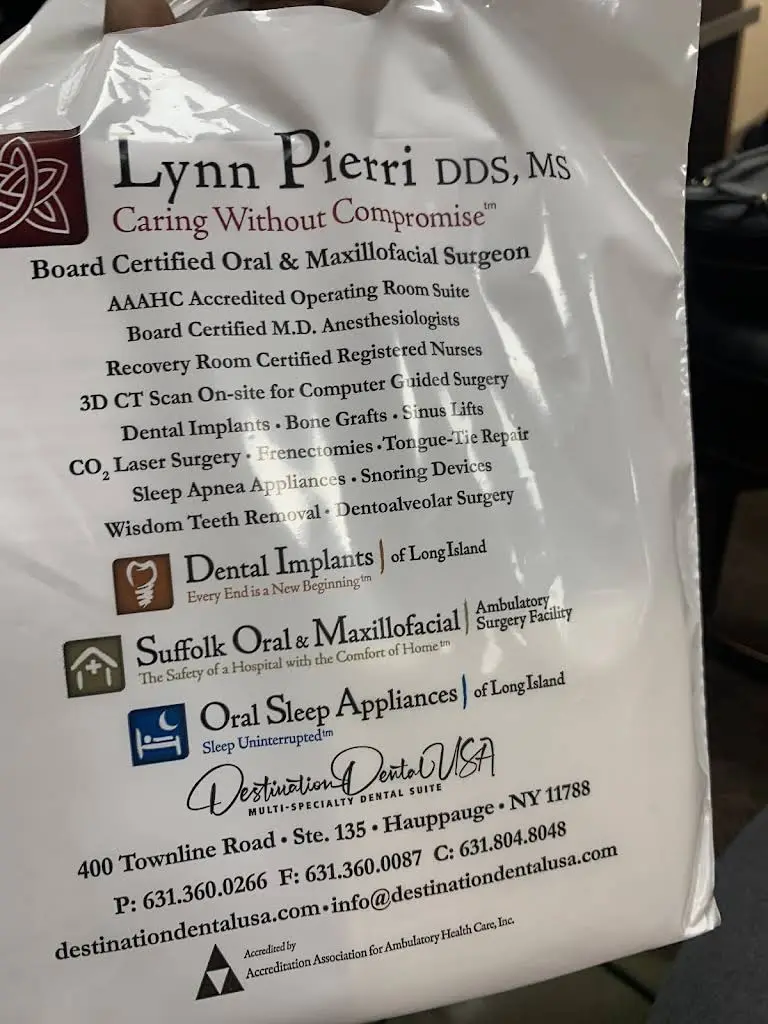 Lynn Pierri DDS, MS
Caring Without Compromise™
Board Certified Oral & Maxillofacial Surgeon
AAAHC Accredited Operating Room Suite
Board Certified M.D. Anesthesiologists
Recovery Room Certified Registered Nurses
3D CT Scan On-site for Computer Guided Surgery
Dental Implants • Bone Grafts • Sinus Lifts
CO₂ Laser Surgery • Frenectomies • Tongue-Tie Repair
Sleep Apnea Appliances • Snoring Devices
Wisdom Teeth Removal • Dentoalveolar Surgery
Dental Implants | of Long Island
Every End is a New Beginning™
Suffolk Oral & Maxillofacial | Ambulatory Surgery Facility
The Safety of a Hospital with the Comfort of Home™
Oral Sleep Appliances | of Long Island
Sleep Uninterrupted™
Destination Dental USA
MULTI-SPECIALTY DENTAL SUITE
400 Townline Road • Ste. 135 • Hauppauge • NY 11788
P: 631.360.0266 F: 631.360.0087 C: 631.804.8048
destinationdentalusa.com • info@destinationdentalusa.com
Accredited by
Accreditation Association for Ambulatory Health Care, Inc.